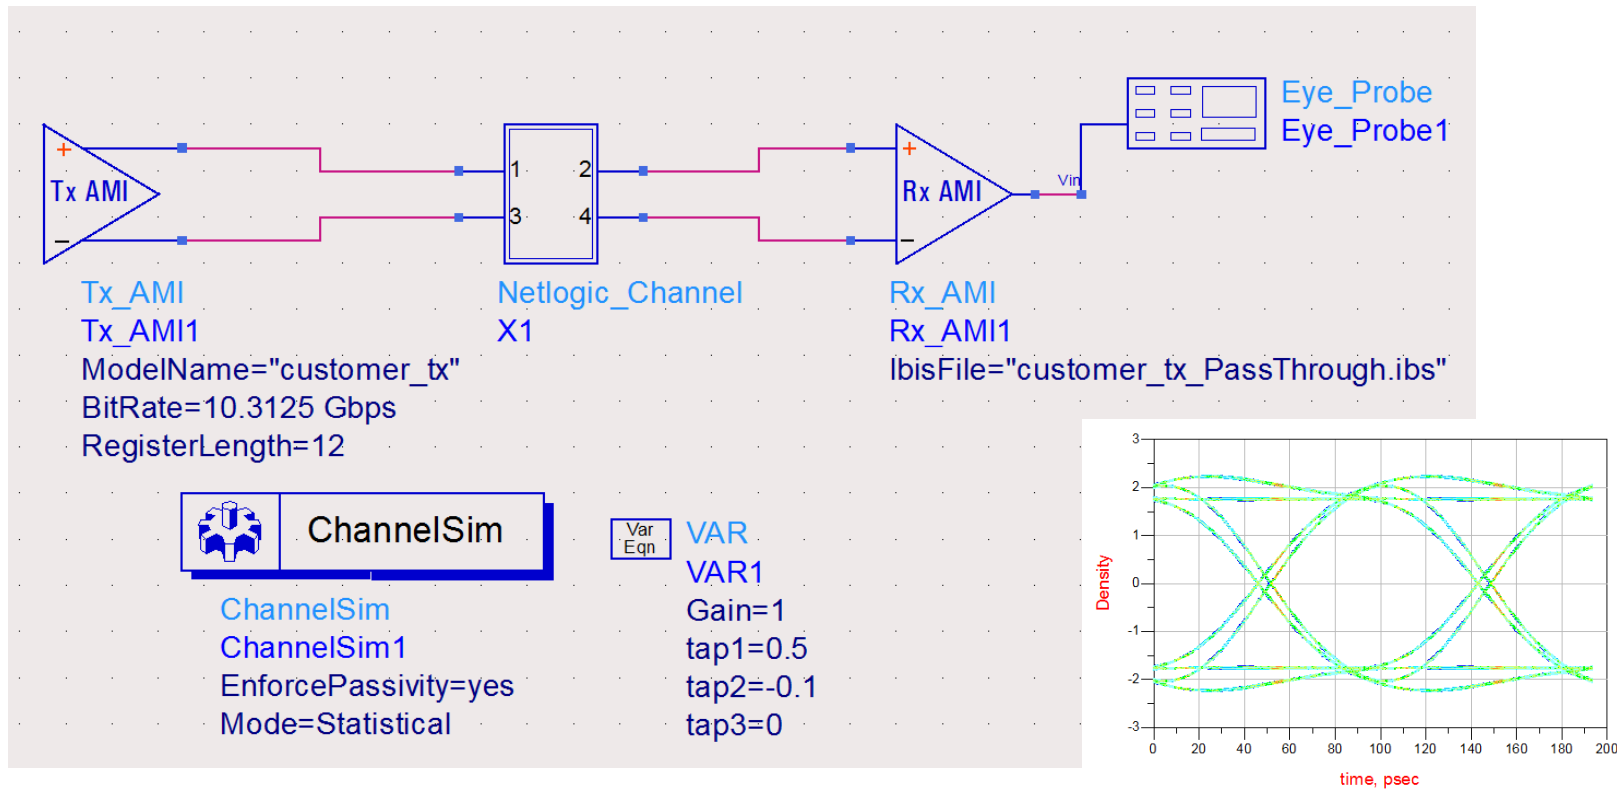 Eye_Probe
Eye_Probe1
+
Tx AMI
−
1
2
3
4
+
Rx AMI
−
Vin
Tx_AMI
Tx_AMI1
ModelName="customer_tx"
BitRate=10.3125 Gbps
RegisterLength=12
Netlogic_Channel
X1
Rx_AMI
Rx_AMI1
IbisFile="customer_tx_PassThrough.ibs"
ChannelSim
ChannelSim
ChannelSim1
EnforcePassivity=yes
Mode=Statistical
Var
Eqn
VAR
VAR1
Gain=1
tap1=0.5
tap2=-0.1
tap3=0
3
2
1
0
-1
-2
-3
Density
0 20 40 60 80 100 120 140 160 180 200
time, psec